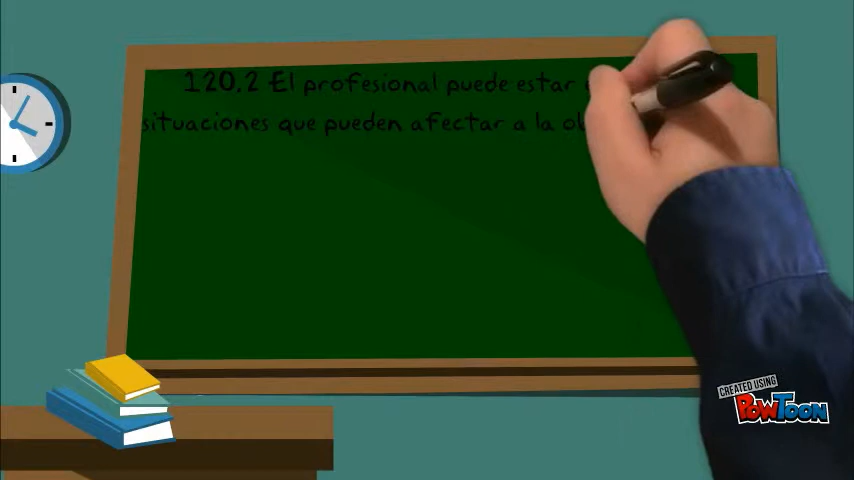 120.2 El profesional puede estar
situaciones que pueden afectar a la
CREATED USING
POWTOON